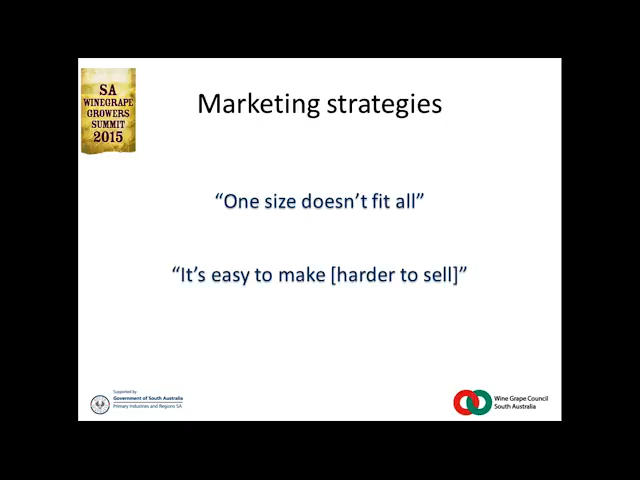 SA
WINEGRAPE
GROWERS
SUMMIT
2015
Marketing strategies
“One size doesn’t fit all”
“It’s easy to make [harder to sell]”
Supported by
Government of South Australia
Primary Industries and Regions SA
Wine Grape Council
South Australia